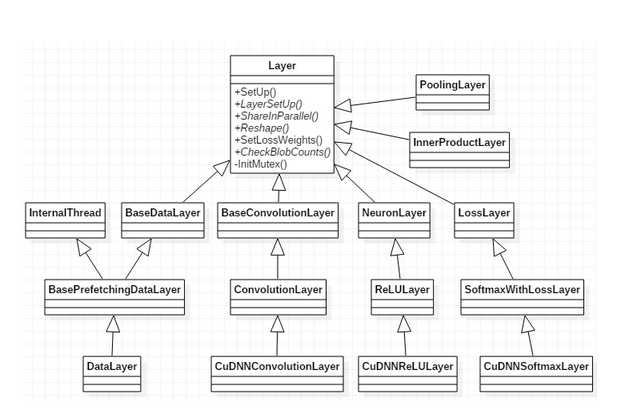 Layer
+SetUp()
+LayerSetUp()
+ShareInParallel()
+Reshape()
+SetLossWeights()
+CheckBlobCounts()
-InitMutex()
PoolingLayer
InnerProductLayer
InternalThread
BaseDataLayer
BaseConvolutionLayer
NeuronLayer
LossLayer
BasePrefetchingDataLayer
ConvolutionLayer
ReLULayer
SoftmaxWithLossLayer
DataLayer
CuDNNConvolutionLayer
CuDNNReLULayer
CuDNNSoftmaxLayer